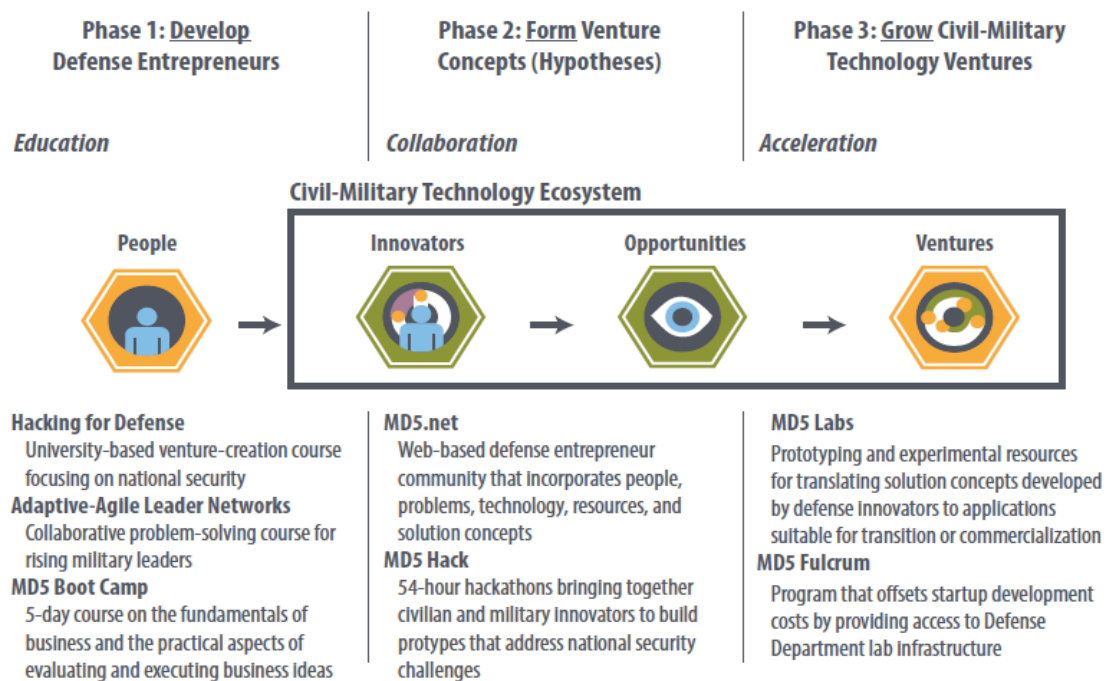 Phase 1: Develop
Defense Entrepreneurs
Phase 2: Form Venture
Concepts (Hypotheses)
Phase 3: Grow Civil-Military
Technology Ventures
Education
Collaboration
Acceleration
Civil-Military Technology Ecosystem
People
Innovators
Opportunities
Ventures
Hacking for Defense
University-based venture-creation course
focusing on national security
Adaptive-Agile Leader Networks
Collaborative problem-solving course for
rising military leaders
MD5 Boot Camp
5-day course on the fundamentals of
business and the practical aspects of
evaluating and executing business ideas
MD5.net
Web-based defense entrepreneur
community that incorporates people,
problems, technology, resources, and
solution concepts
MD5 Hack
54-hour hackathons bringing together
civilian and military innovators to build
protypes that address national security
challenges
MD5 Labs
Prototyping and experimental resources
for translating solution concepts developed
by defense innovators to applications
suitable for transition or commercialization
MD5 Fulcrum
Program that offsets startup development
costs by providing access to Defense
Department lab infrastructure